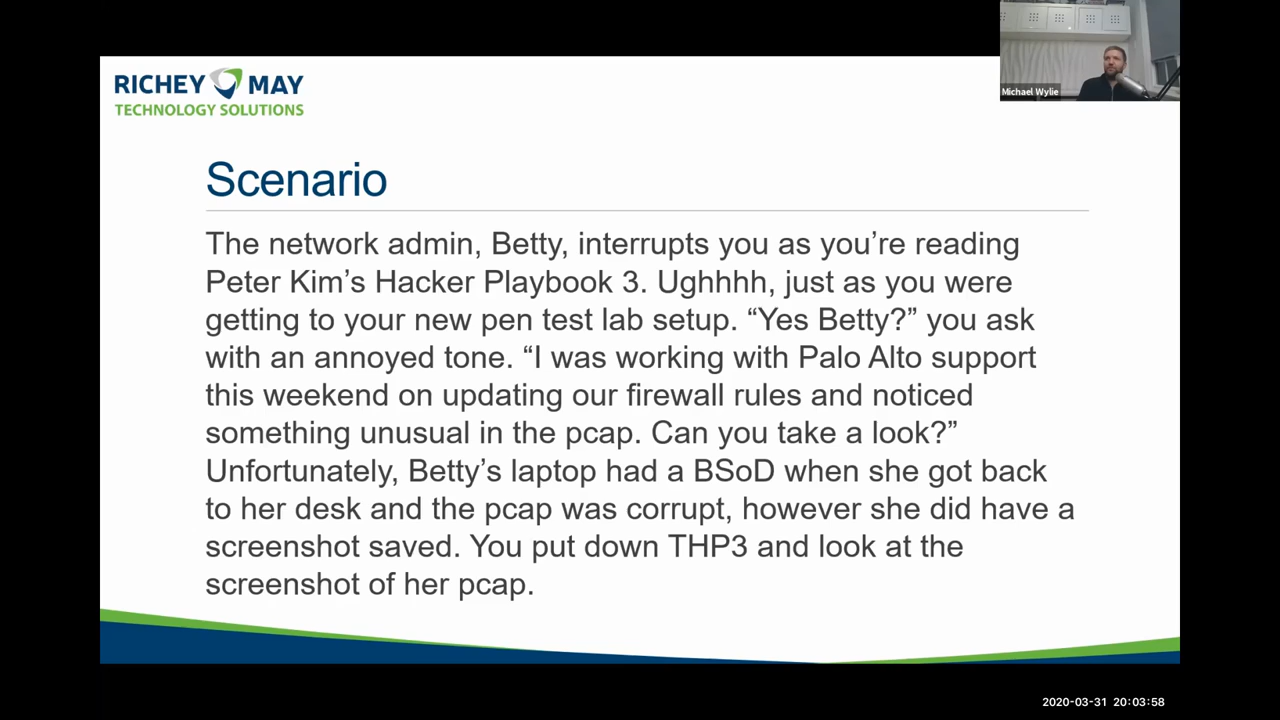 RICHEY MAY
TECHNOLOGY SOLUTIONS
Michael Wylie
Scenario
The network admin, Betty, interrupts you as you’re reading
Peter Kim’s Hacker Playbook 3. Ughhhh, just as you were
getting to your new pen test lab setup. “Yes Betty?” you ask
with an annoyed tone. “I was working with Palo Alto support
this weekend on updating our firewall rules and noticed
something unusual in the pcap. Can you take a look?”
Unfortunately, Betty’s laptop had a BSoD when she got back
to her desk and the pcap was corrupt, however she did have a
screenshot saved. You put down THP3 and look at the
screenshot of her pcap.
2020-03-31 20:03:58